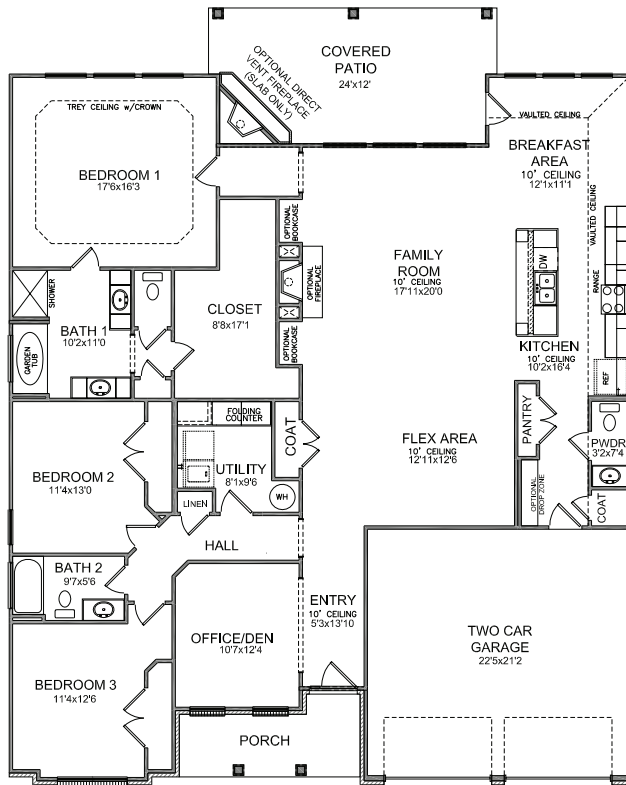 COVERED
PATIO
24'x12'
OPTIONAL DIRECT
VENT FIREPLACE
(SLAB ONLY)
TREY CEILING w/CROWN
BEDROOM 1
17'6x16'3
VAULTED CEILING
BREAKFAST
AREA
10' CEILING
12'1x11'1
VAULTED CEILING
OPTIONAL
BOOKCASE
FAMILY
ROOM
10' CEILING
17'11x20'0
OPTIONAL
FIREPLACE
DW
RANGE
SHOWER
CLOSET
8'8x17'1
BATH 1
10'2x11'0
GARDEN
TUB
OPTIONAL
BOOKCASE
KITCHEN
10' CEILING
10'2x16'4
REF
FOLDING
COUNTER
COAT
PANTRY
FLEX AREA
10' CEILING
12'11x12'6
PWDR
3'2x7'4
BEDROOM 2
11'4x13'0
UTILITY
8'1x9'6
WH
LINEN
OPTIONAL
DROP ZONE
COAT
HALL
BATH 2
9'7x5'6
ENTRY
10' CEILING
5'3x13'10
OFFICE/DEN
10'7x12'4
TWO CAR
GARAGE
22'5x21'2
BEDROOM 3
11'4x12'6
PORCH